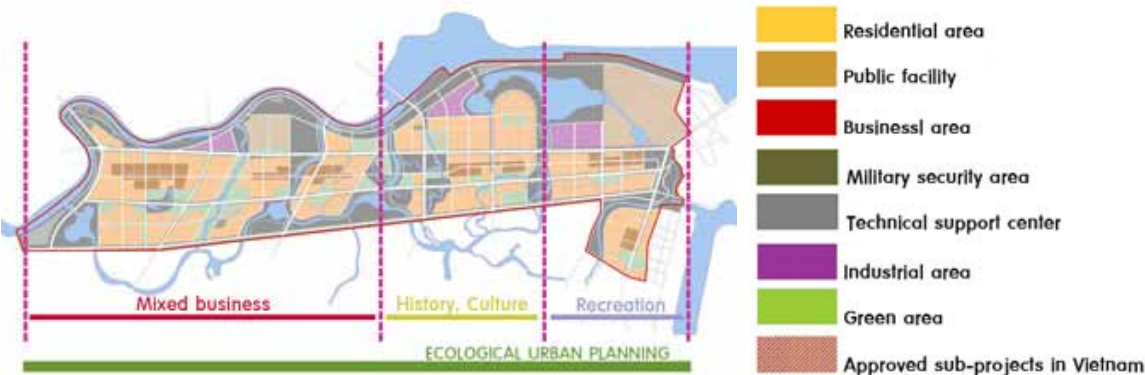 Mixed business
History, Culture
Recreation
ECOLOGICAL URBAN PLANNING
Residential area
Public facility
Businessl area
Military security area
Technical support center
Industrial area
Green area
Approved sub-projects in Vietnam